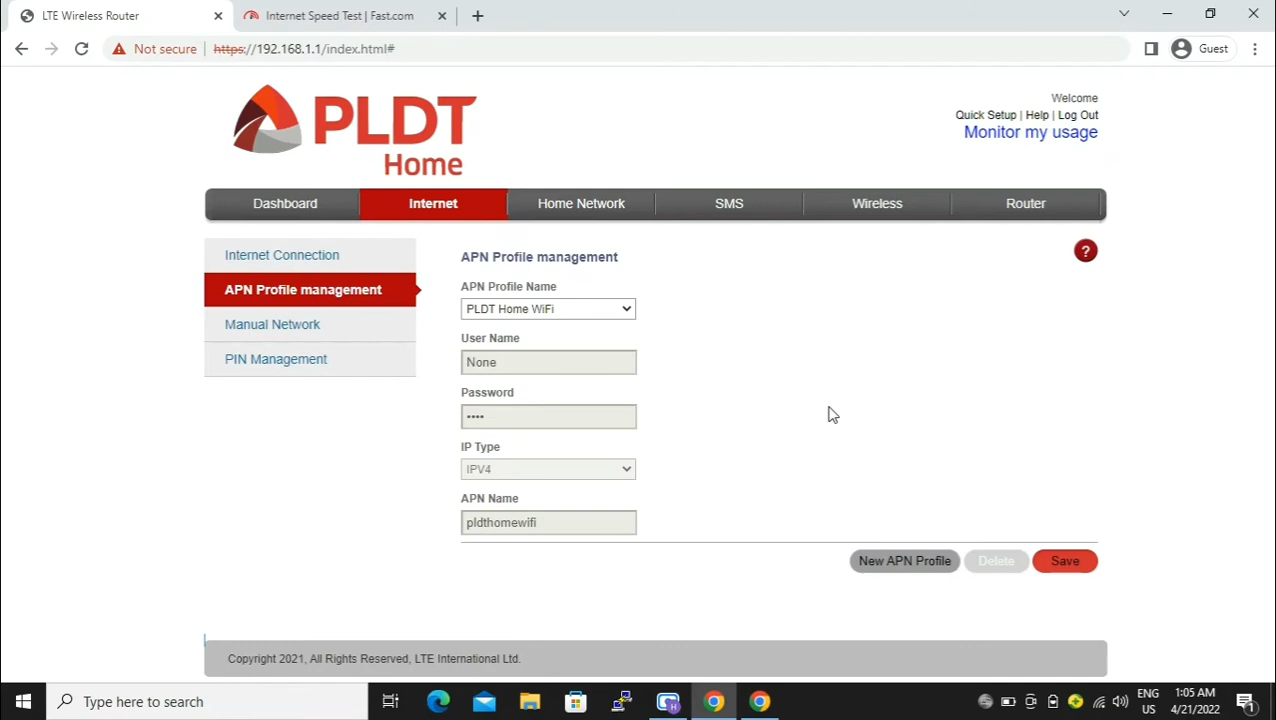 LTE Wireless Router
Internet Speed Test | Fast.com
Not secure
https://192.168.1.1/index.html#
Guest
PLDT
Home
Welcome
Quick Setup | Help | Log Out
Monitor my usage
Dashboard
Internet
Home Network
SMS
Wireless
Router
Internet Connection
APN Profile management
Manual Network
PIN Management
APN Profile management
?
APN Profile Name
PLDT Home WiFi
User Name
None
Password
••••
IP Type
IPV4
APN Name
pldthomewifi
New APN Profile
Delete
Save
Copyright 2021, All Rights Reserved, LTE International Ltd.
Type here to search
ENG
US
1:05 AM
4/21/2022
1